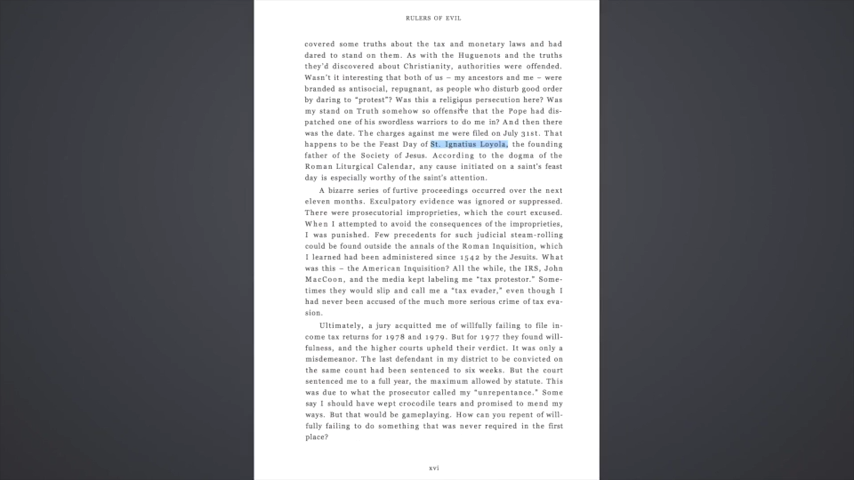 RULERS OF EVIL
covered some truths about the tax and monetary laws and had
dared to stand on them. As with the Huguenots and the truths
they'd discovered about Christianity, authorities were offended.
Wasn't it interesting that both of us – my ancestors and me – were
branded as antisocial, repugnant, as people who disturb good order
by daring to "protest"? Was this a religious persecution here? Was
my stand on Truth somehow so offensive that the Pope had dis-
patched one of his swordless warriors to do me in? And then there
was the date. The charges against me were filed on July 31st. That
happens to be the Feast Day of St. Ignatius Loyola, the founding
father of the Society of Jesus. According to the dogma of the
Roman Liturgical Calendar, any cause initiated on a saint's feast
day is especially worthy of the saint's attention.
A bizarre series of furtive proceedings occurred over the next
eleven months. Exculpatory evidence was ignored or suppressed.
There were prosecutorial improprieties, which the court excused.
When I attempted to avoid the consequences of the improprieties,
I was punished. Few precedents for such judicial steam-rolling
could be found outside the annals of the Roman Inquisition, which
I learned had been administered since 1542 by the Jesuits. What
was this – the American Inquisition? All the while, the IRS, John
MacCoon, and the media kept labeling me "tax protestor." Some-
times they would slip and call me a "tax evader," even though I
had never been accused of the much more serious crime of tax eva-
sion.
Ultimately, a jury acquitted me of willfully failing to file in-
come tax returns for 1978 and 1979. But for 1977 they found will-
fulness, and the higher courts upheld their verdict. It was only a
misdemeanor. The last defendant in my district to be convicted on
the same count had been sentenced to six weeks. But the court
sentenced me to a full year, the maximum allowed by statute. This
was due to what the prosecutor called my "unrepentance." Some
say I should have wept crocodile tears and promised to mend my
ways. But that would be gameplaying. How can you repent of will-
fully failing to do something that was never required in the first
place?
xvi